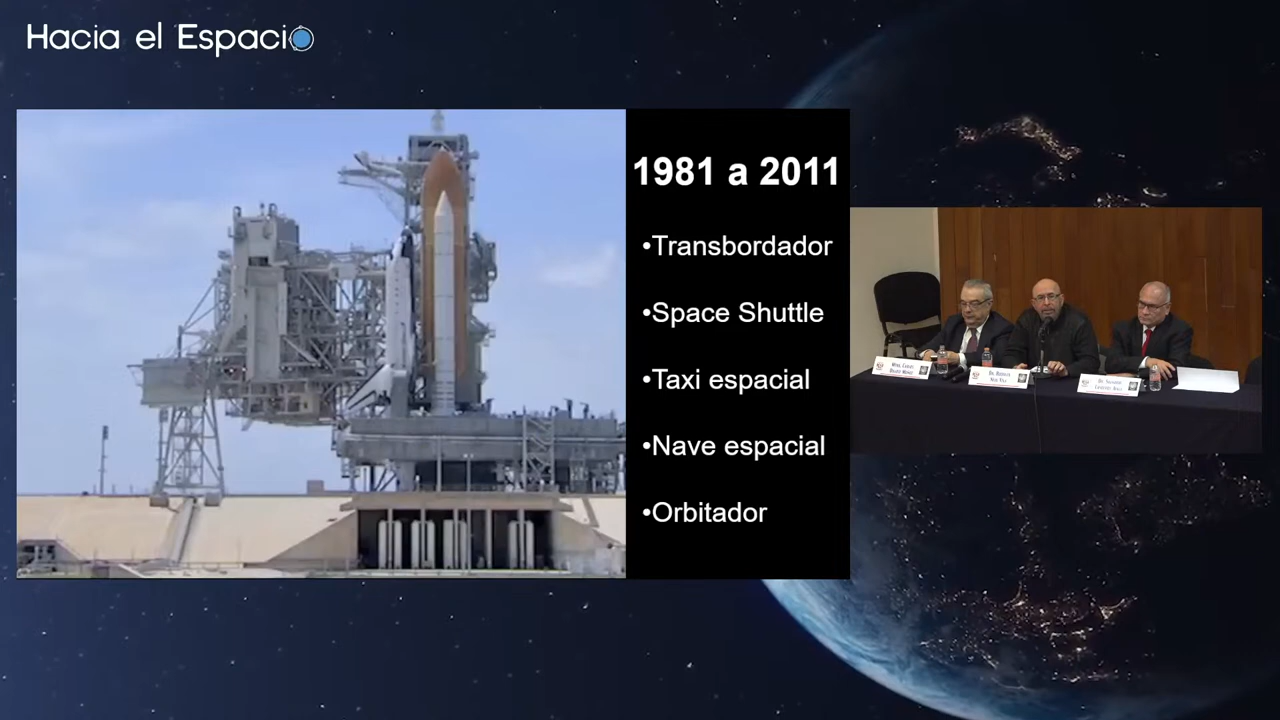 Hacia el Espacio
1981 a 2011
•Transbordador
•Space Shuttle
•Taxi espacial
•Nave espacial
•Orbitador